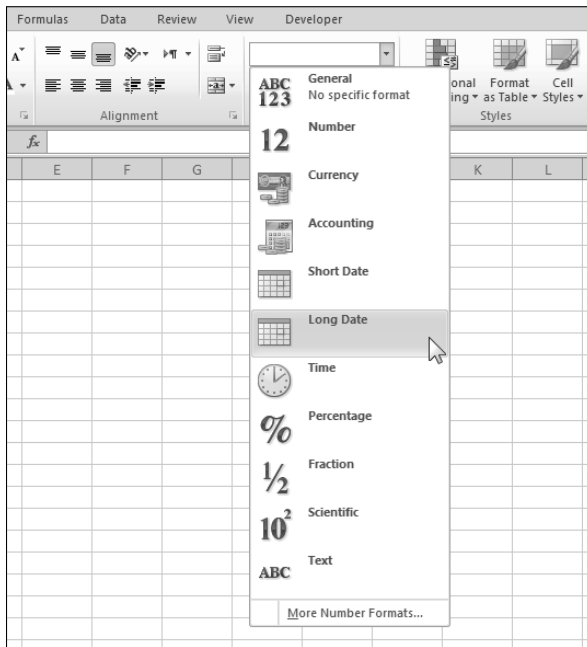 Formulas Data Review View Developer
A
A
onal Format Cell
ing as Table Styles
Alignment
Styles
fx
E F G K L
ABC
123
General
No specific format
12
Number
Currency
Accounting
Short Date
Long Date
Time
%
Percentage
1/2
Fraction
10²
Scientific
ABC
Text
More Number Formats...